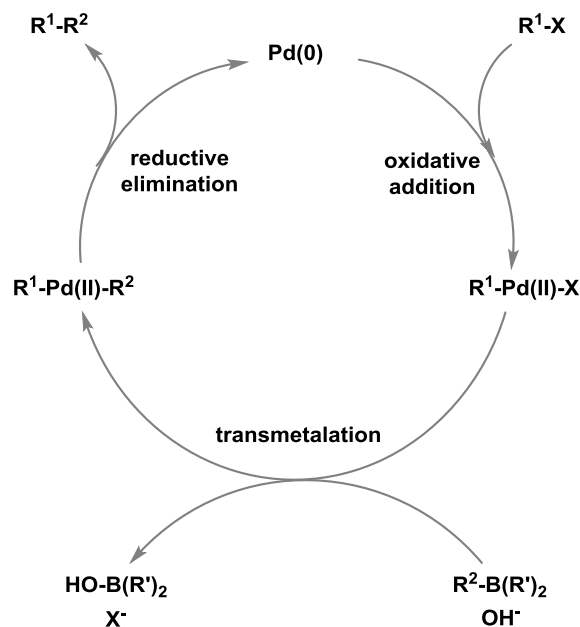 R¹-R²
Pd(0)
R¹-X
reductive
elimination
oxidative
addition
R¹-Pd(II)-R²
R¹-Pd(II)-X
transmetalation
HO-B(R')₂
X⁻
R²-B(R')₂
OH⁻